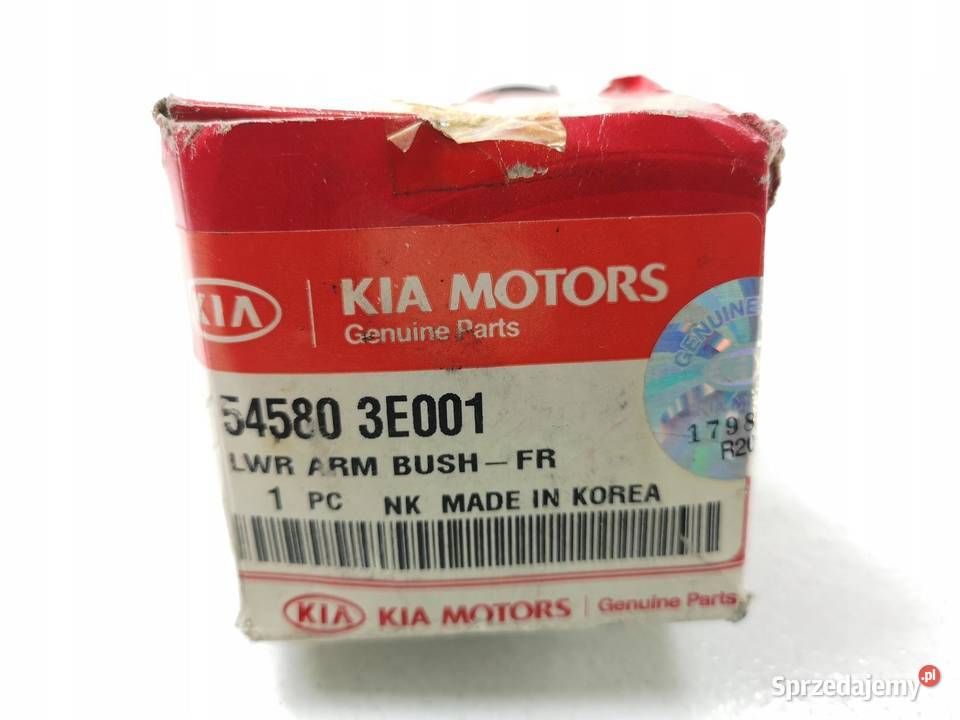 KIA
KIA MOTORS
Genuine Parts
GENUINE
54580 3E001
1798
R20
LWR ARM BUSH-FR
1 PC NK MADE IN KOREA
KIA KIA MOTORS Genuine Parts
Sprzedajemy.pl